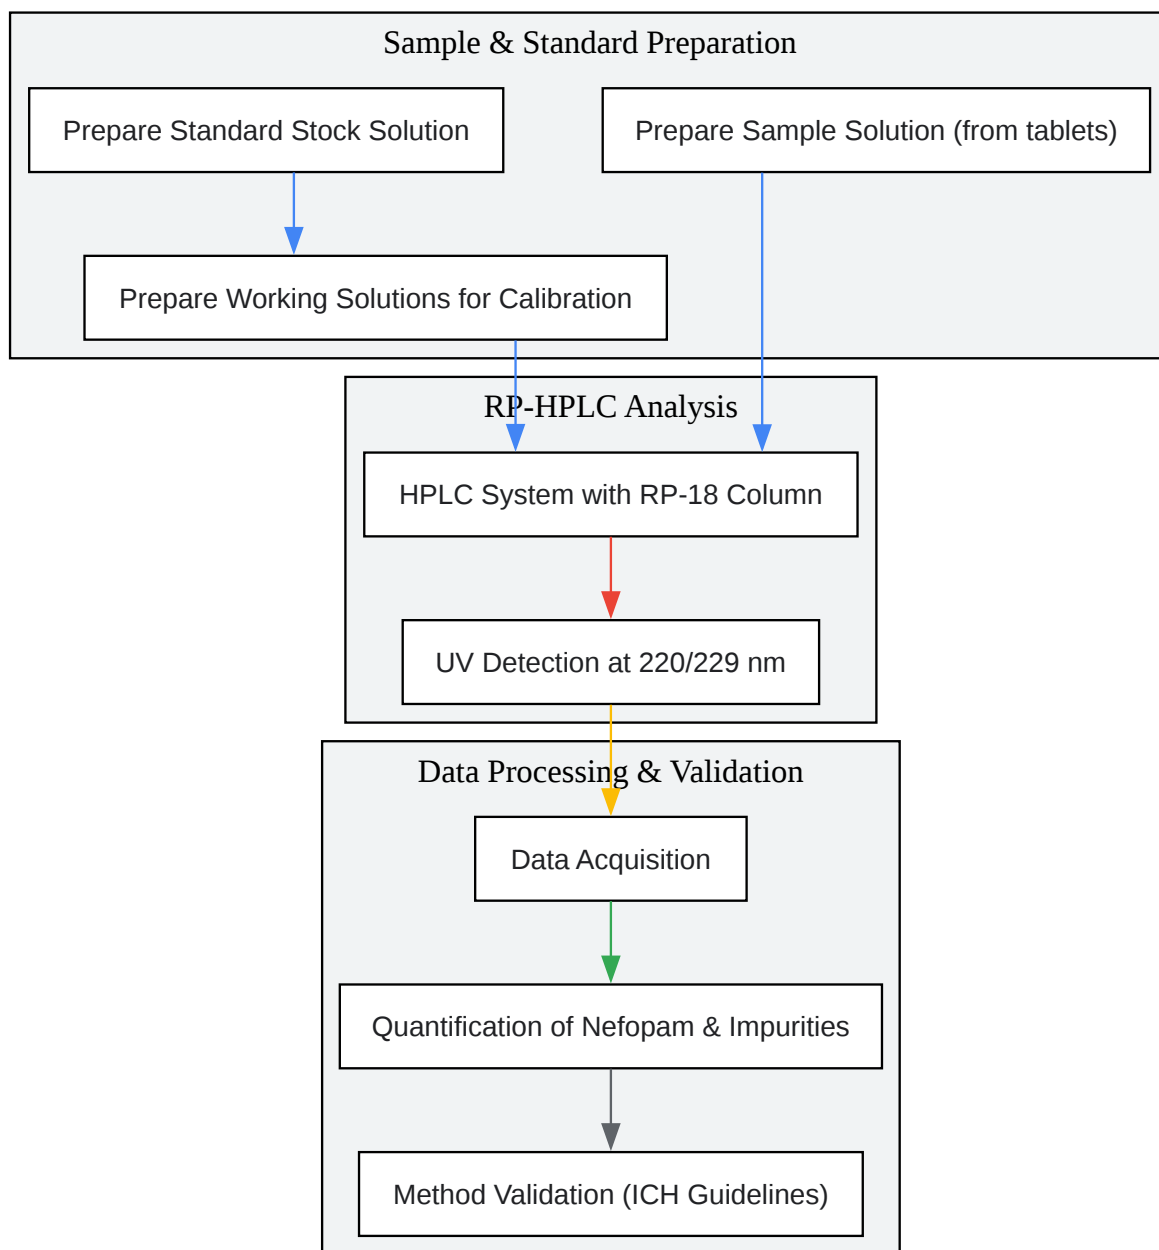 Sample & Standard Preparation
Prepare Standard Stock Solution
Prepare Sample Solution (from tablets)
Prepare Working Solutions for Calibration
RP-HPLC Analysis
HPLC System with RP-18 Column
UV Detection at 220/229 nm
Data Processing & Validation
Data Acquisition
Quantification of Nefopam & Impurities
Method Validation (ICH Guidelines)